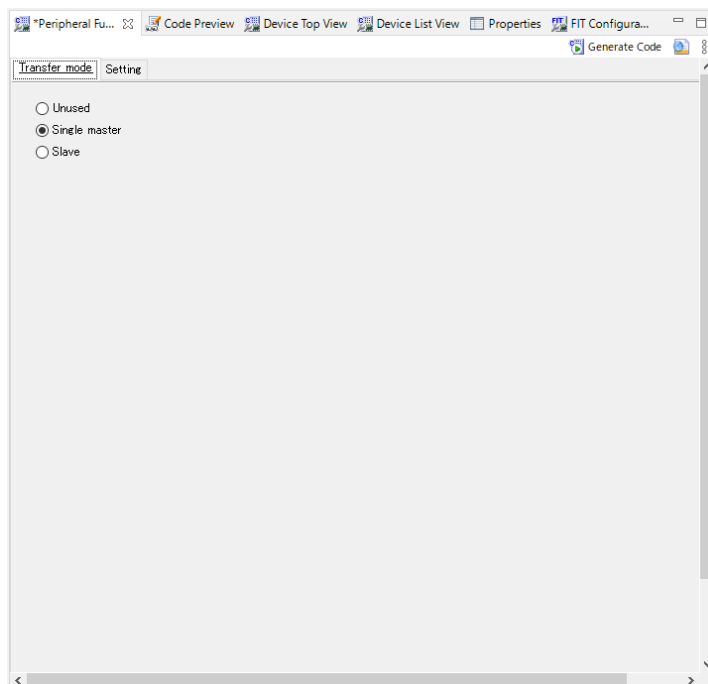 *Peripheral Fu... Code Preview Device Top View Device List View Properties FIT FIT Configura...
Generate Code
Transfer mode Setting
Unused
Single master
Slave